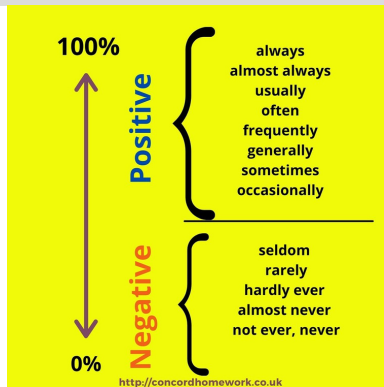 100%
Positive
always
almost always
usually
often
frequently
generally
sometimes
occasionally
Negative
seldom
rarely
hardly ever
almost never
not ever, never
0%
http://concordhomework.co.uk